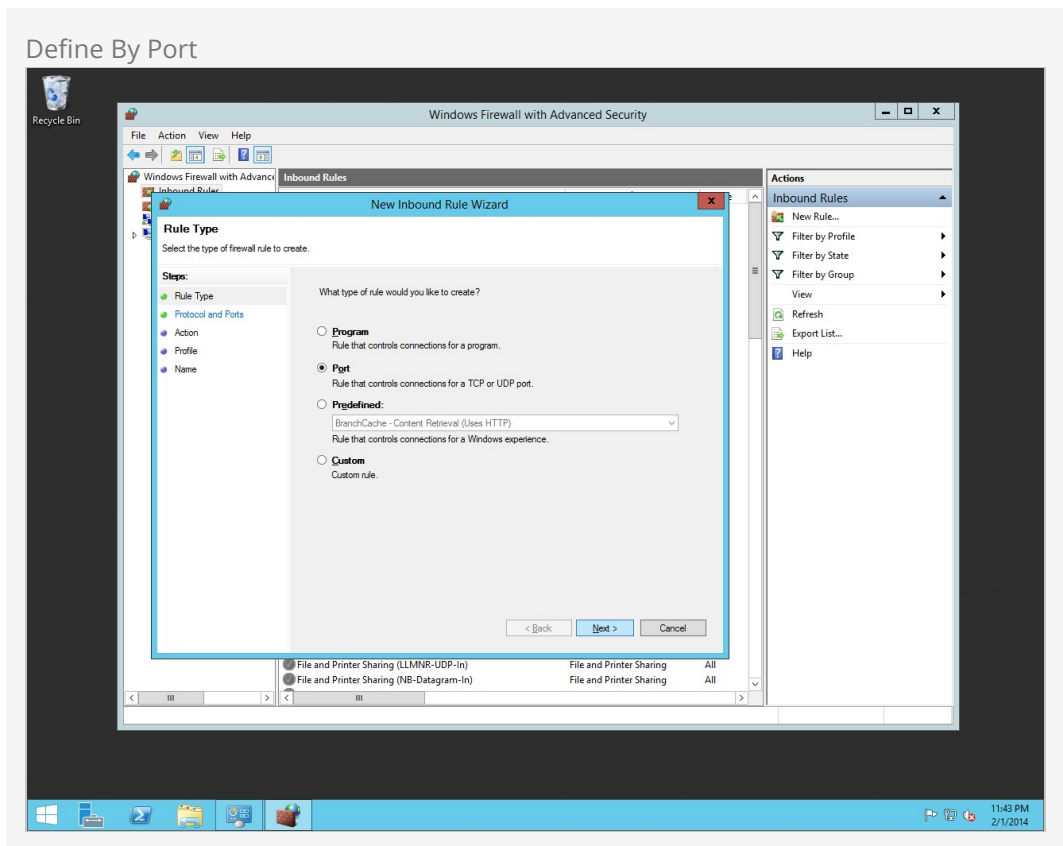 Define By Port
Recycle Bin
Windows Firewall with Advanced Security
File Action View Help
Windows Firewall with Advance
Inbound Rules
Inbound Rules
New Inbound Rule Wizard
Rule Type
Select the type of firewall rule to create.
Steps:
Rule Type
Protocol and Ports
Action
Profile
Name
What type of rule would you like to create?
Program
Rule that controls connections for a program.
Port
Rule that controls connections for a TCP or UDP port.
Predefined:
BranchCache - Content Retrieval (Uses HTTP)
Rule that controls connections for a Windows experience.
Custom
Custom rule.
< Back Next > Cancel
File and Printer Sharing (LLMNR-UDP-In) File and Printer Sharing All
File and Printer Sharing (NB-Datagram-In) File and Printer Sharing All
Actions
Inbound Rules
New Rule...
Filter by Profile
Filter by State
Filter by Group
View
Refresh
Export List...
Help
11:43 PM
2/1/2014